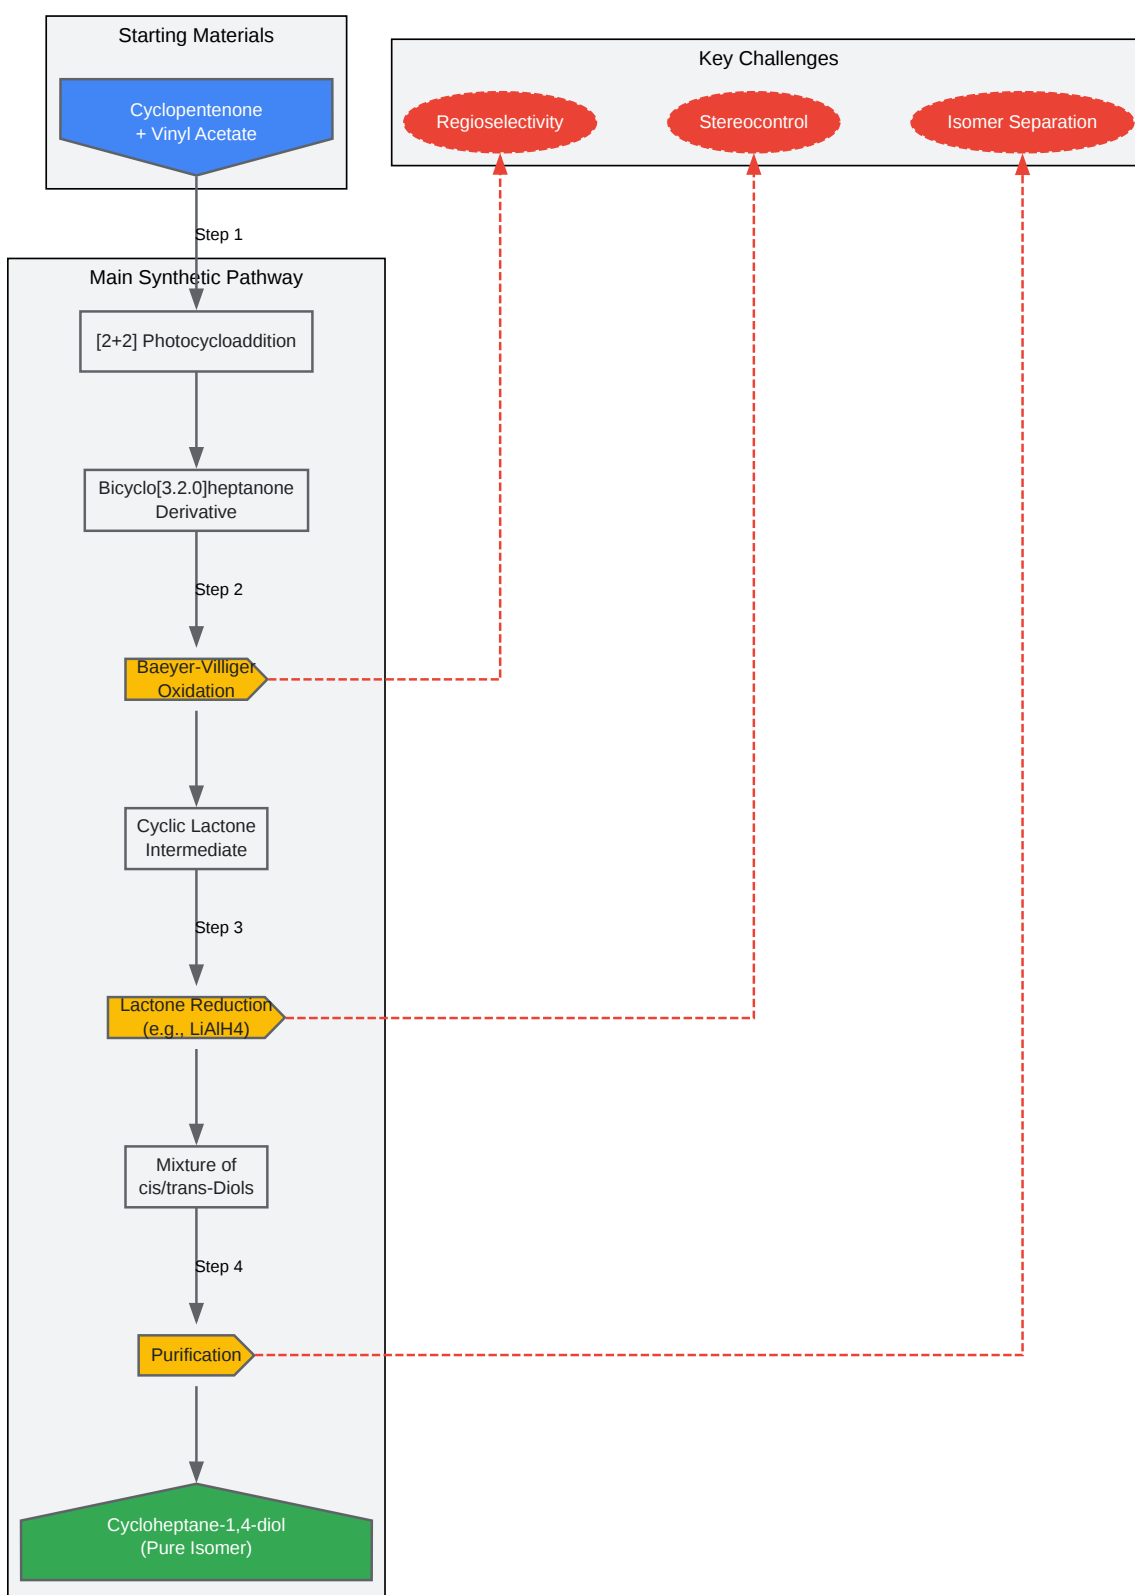 Starting Materials
Cyclopentenone
+ Vinyl Acetate
Key Challenges
Regioselectivity
Stereocontrol
Isomer Separation
Step 1
Main Synthetic Pathway
[2+2] Photocycloaddition
Bicyclo[3.2.0]heptanone
Derivative
Step 2
Baeyer-Villiger
Oxidation
Cyclic Lactone
Intermediate
Step 3
Lactone Reduction
(e.g., LiAlH4)
Mixture of
cis/trans-Diols
Step 4
Purification
Cycloheptane-1,4-diol
(Pure Isomer)